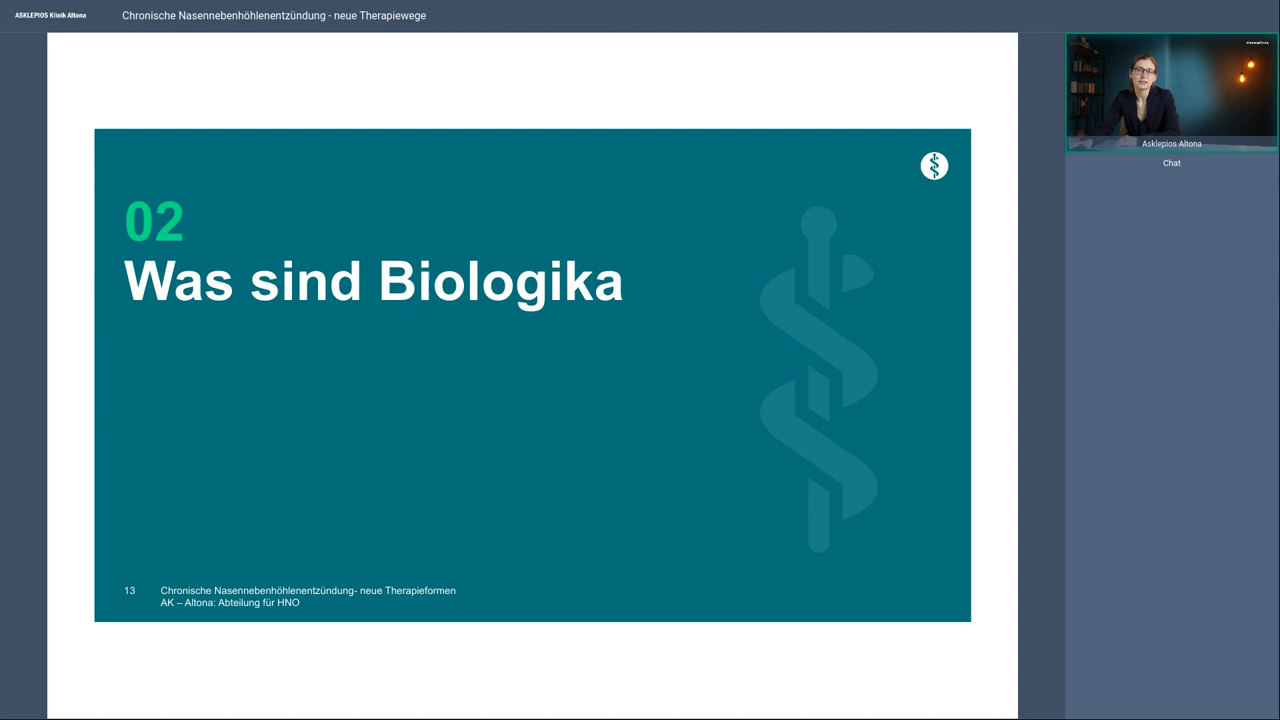 ASKLEPIOS Klinik Altona
Chronische Nasennebenhöhlenentzündung - neue Therapiewege
Asklepios Altona
Chat
02
Was sind Biologika
13
Chronische Nasennebenhöhlenentzündung- neue Therapieformen
AK – Altona: Abteilung für HNO